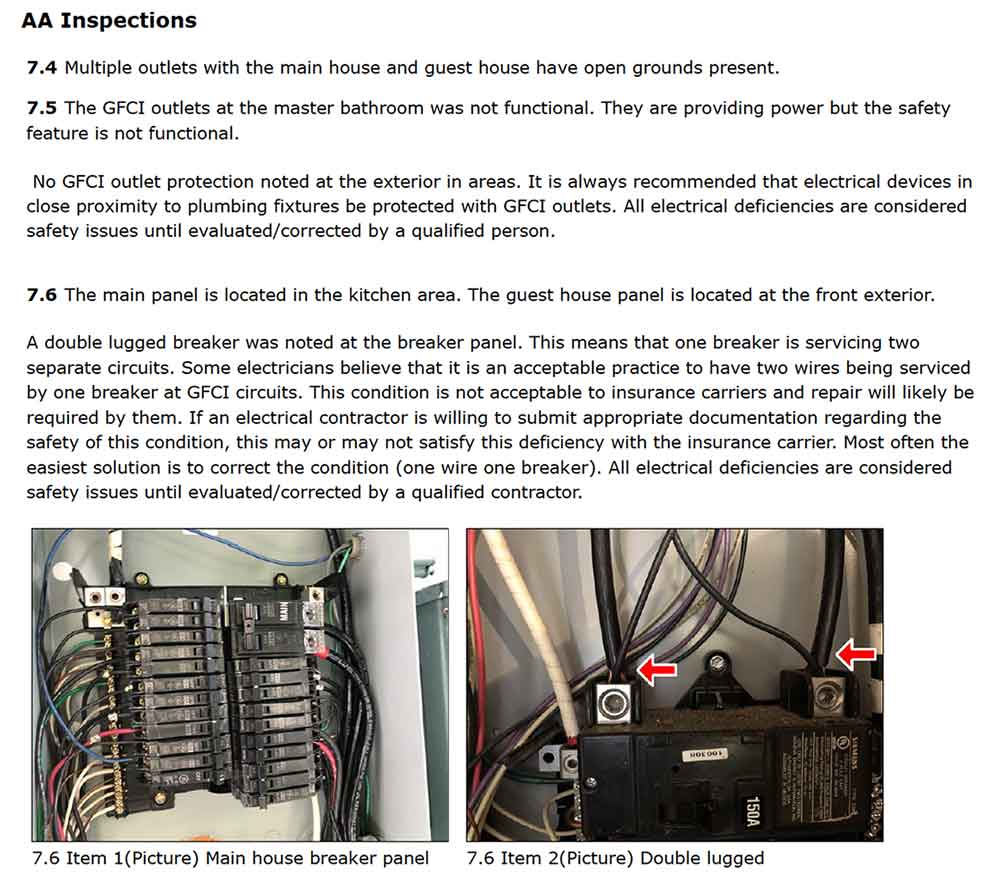 AA Inspections
7.4 Multiple outlets with the main house and guest house have open grounds present.
7.5 The GFCI outlets at the master bathroom was not functional. They are providing power but the safety
feature is not functional.
No GFCI outlet protection noted at the exterior in areas. It is always recommended that electrical devices in
close proximity to plumbing fixtures be protected with GFCI outlets. All electrical deficiencies are considered
safety issues until evaluated/corrected by a qualified person.
7.6 The main panel is located in the kitchen area. The guest house panel is located at the front exterior.
A double lugged breaker was noted at the breaker panel. This means that one breaker is servicing two
separate circuits. Some electricians believe that it is an acceptable practice to have two wires being serviced
by one breaker at GFCI circuits. This condition is not acceptable to insurance carriers and repair will likely be
required by them. If an electrical contractor is willing to submit appropriate documentation regarding the
safety of this condition, this may or may not satisfy this deficiency with the insurance carrier. Most often the
easiest solution is to correct the condition (one wire one breaker). All electrical deficiencies are considered
safety issues until evaluated/corrected by a qualified contractor.
MAIN
150A
SIEMENS
7.6 Item 1(Picture) Main house breaker panel
7.6 Item 2(Picture) Double lugged